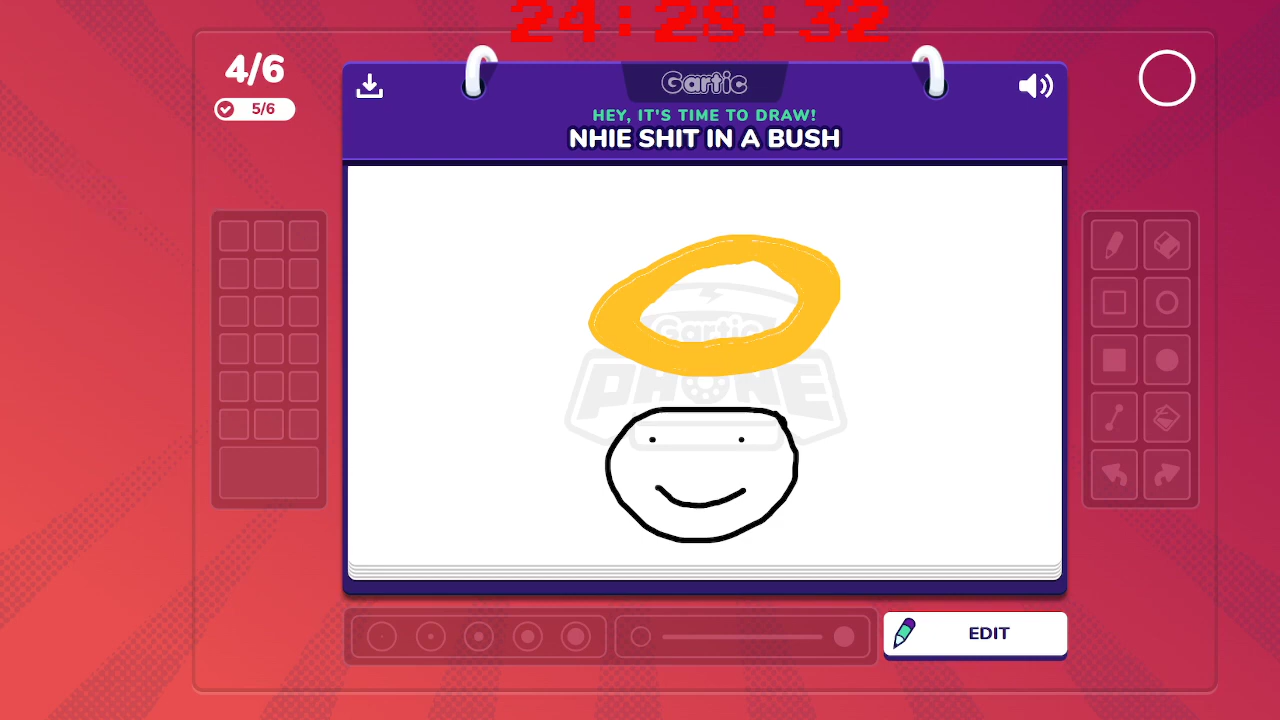 24:28:32
4/6
5/6
Gartic
HEY, IT'S TIME TO DRAW!
NHIE SHIT IN A BUSH
Gartic
PHONE
EDIT